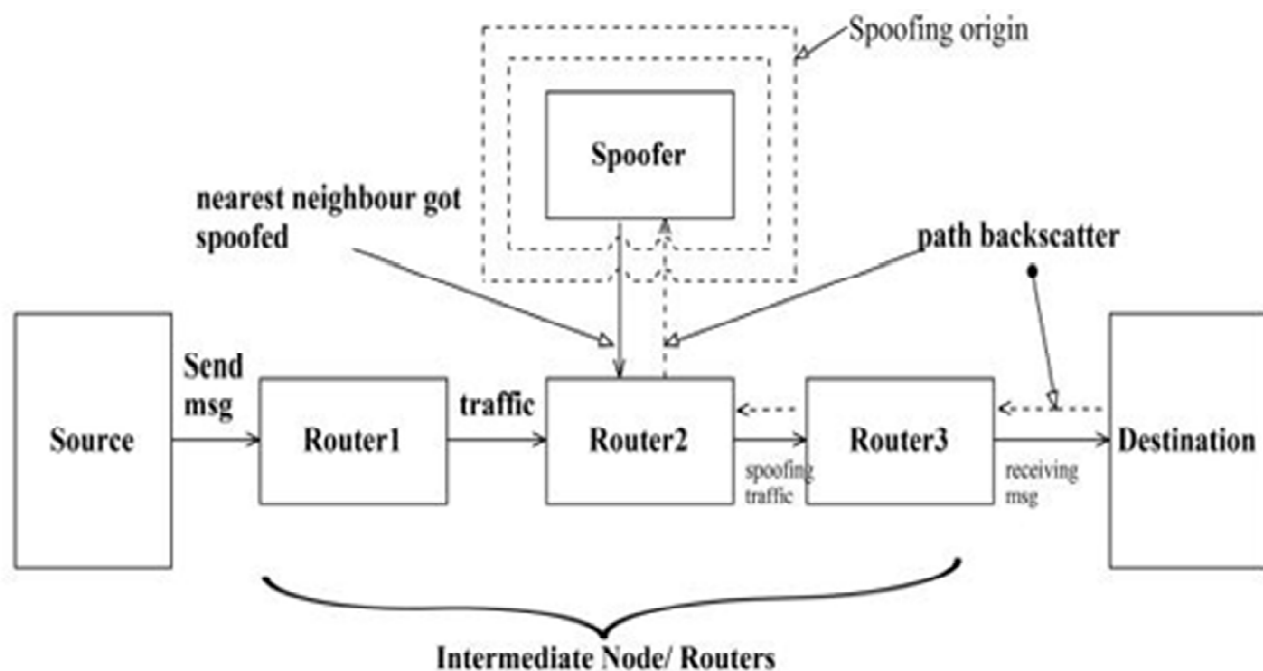 Spoofing origin
Spoofer
nearest neighbour got
spoofed
path backscatter
Send
msg
traffic
Source
Router1
Router2
Router3
Destination
spoofing
traffic
receiving
msg
Intermediate Node/ Routers